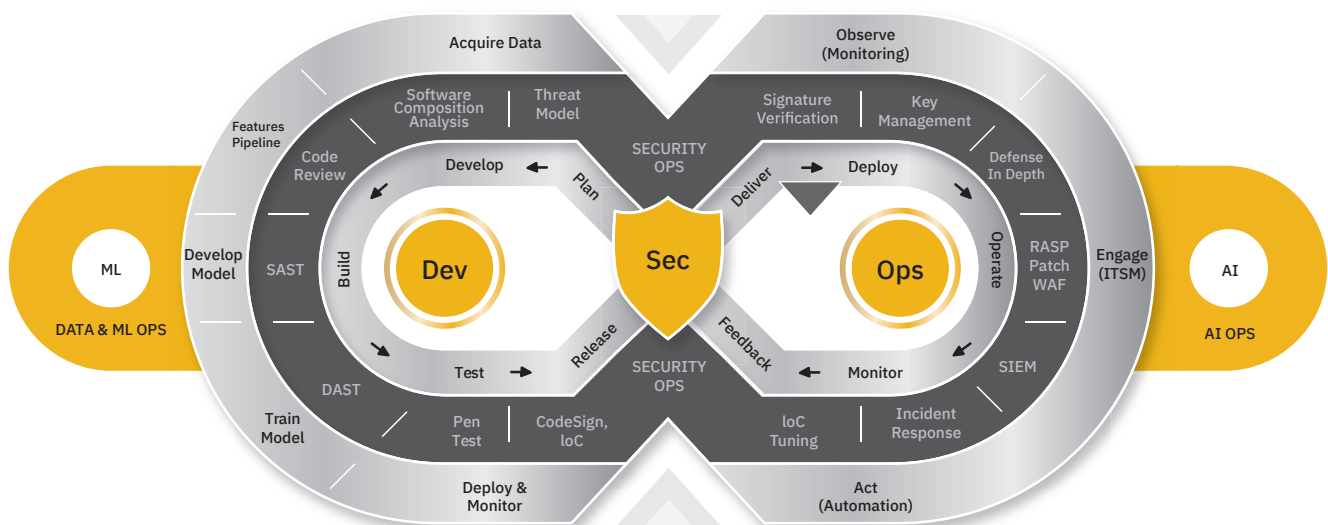 Acquire Data
Observe
(Monitoring)
Software
Composition
Analysis
Threat
Model
Signature
Verification
Key
Management
Features
Pipeline
Code
Review
SECURITY
OPS
Defense
In Depth
Develop
Plan
Deliver
Deploy
ML
DATA & ML OPS
Develop
Model
SAST
Build
Dev
Sec
Ops
Operate
RASP
Patch
WAF
Engage
(ITSM)
AI
AI OPS
Release
Feedback
Test
Monitor
SECURITY
OPS
DAST
SIEM
Train
Model
Pen
Test
CodeSign,
IoC
IoC
Tuning
Incident
Response
Deploy &
Monitor
Act
(Automation)